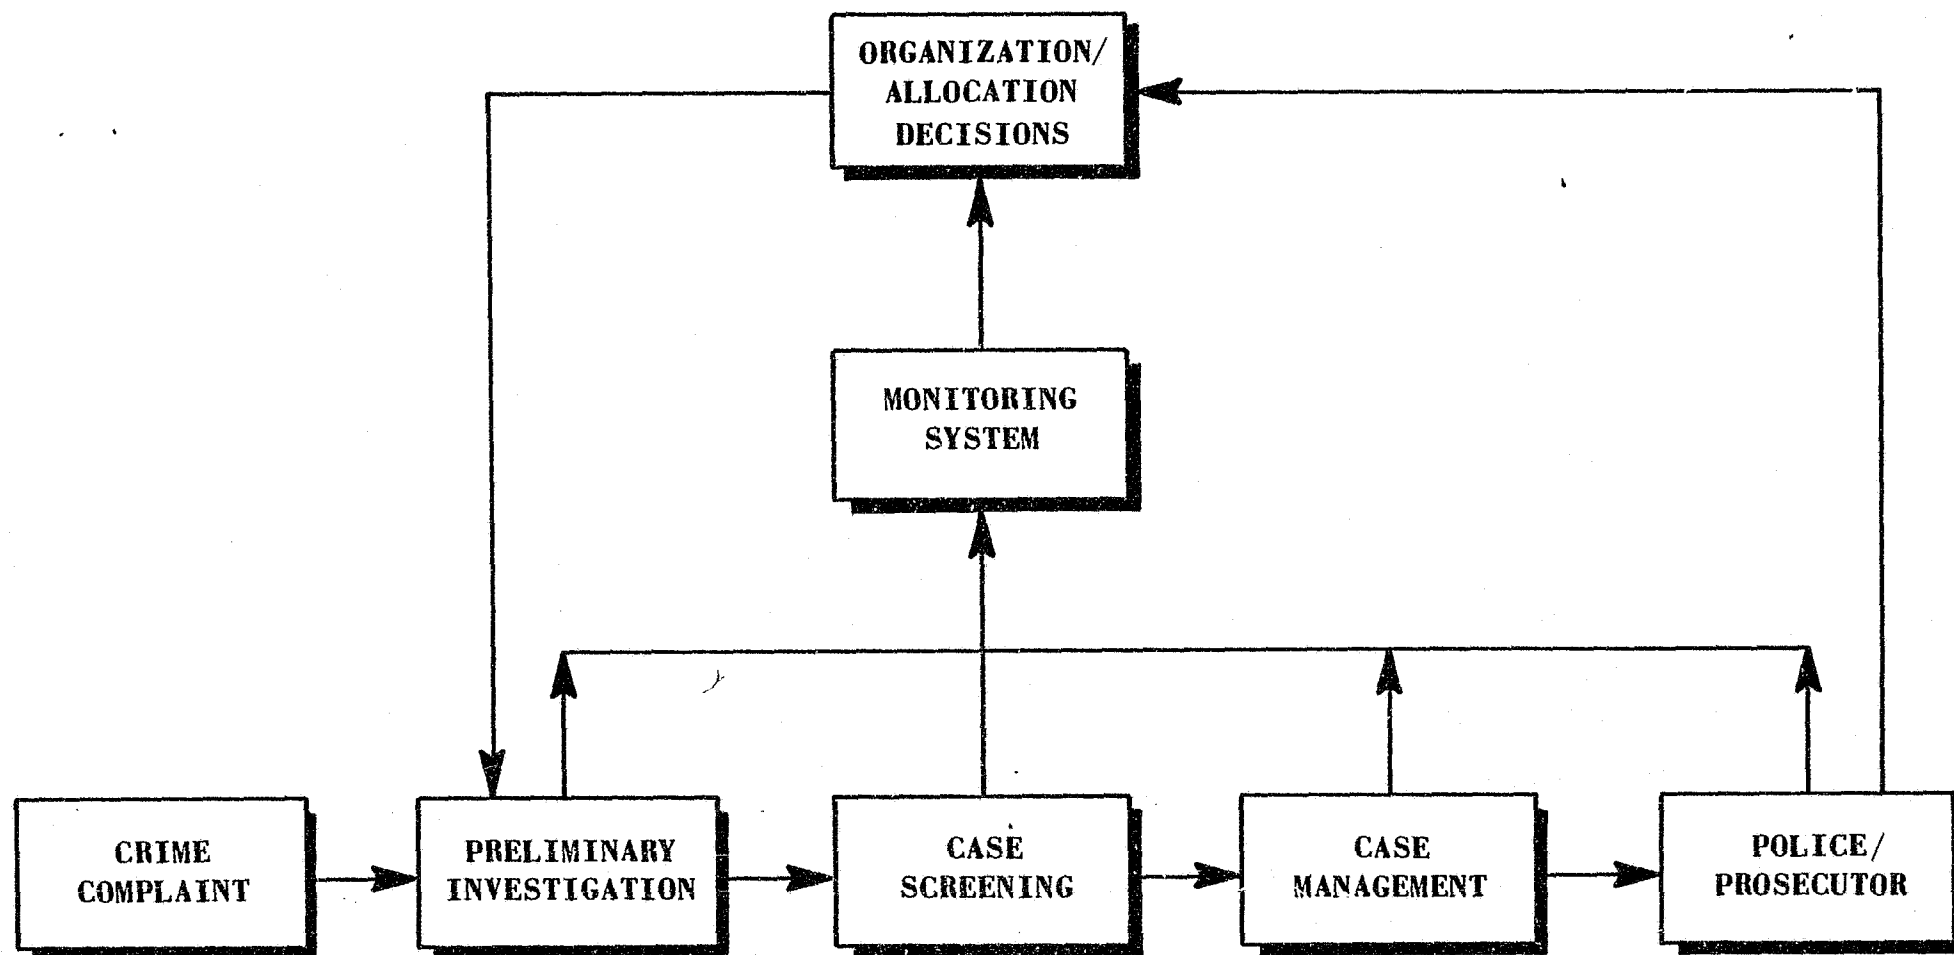 ORGANIZATION/
ALLOCATION
DECISIONS
MONITORING
SYSTEM
CRIME
COMPLAINT
PRELIMINARY
INVESTIGATION
CASE
SCREENING
CASE
MANAGEMENT
POLICE/
PROSECUTOR